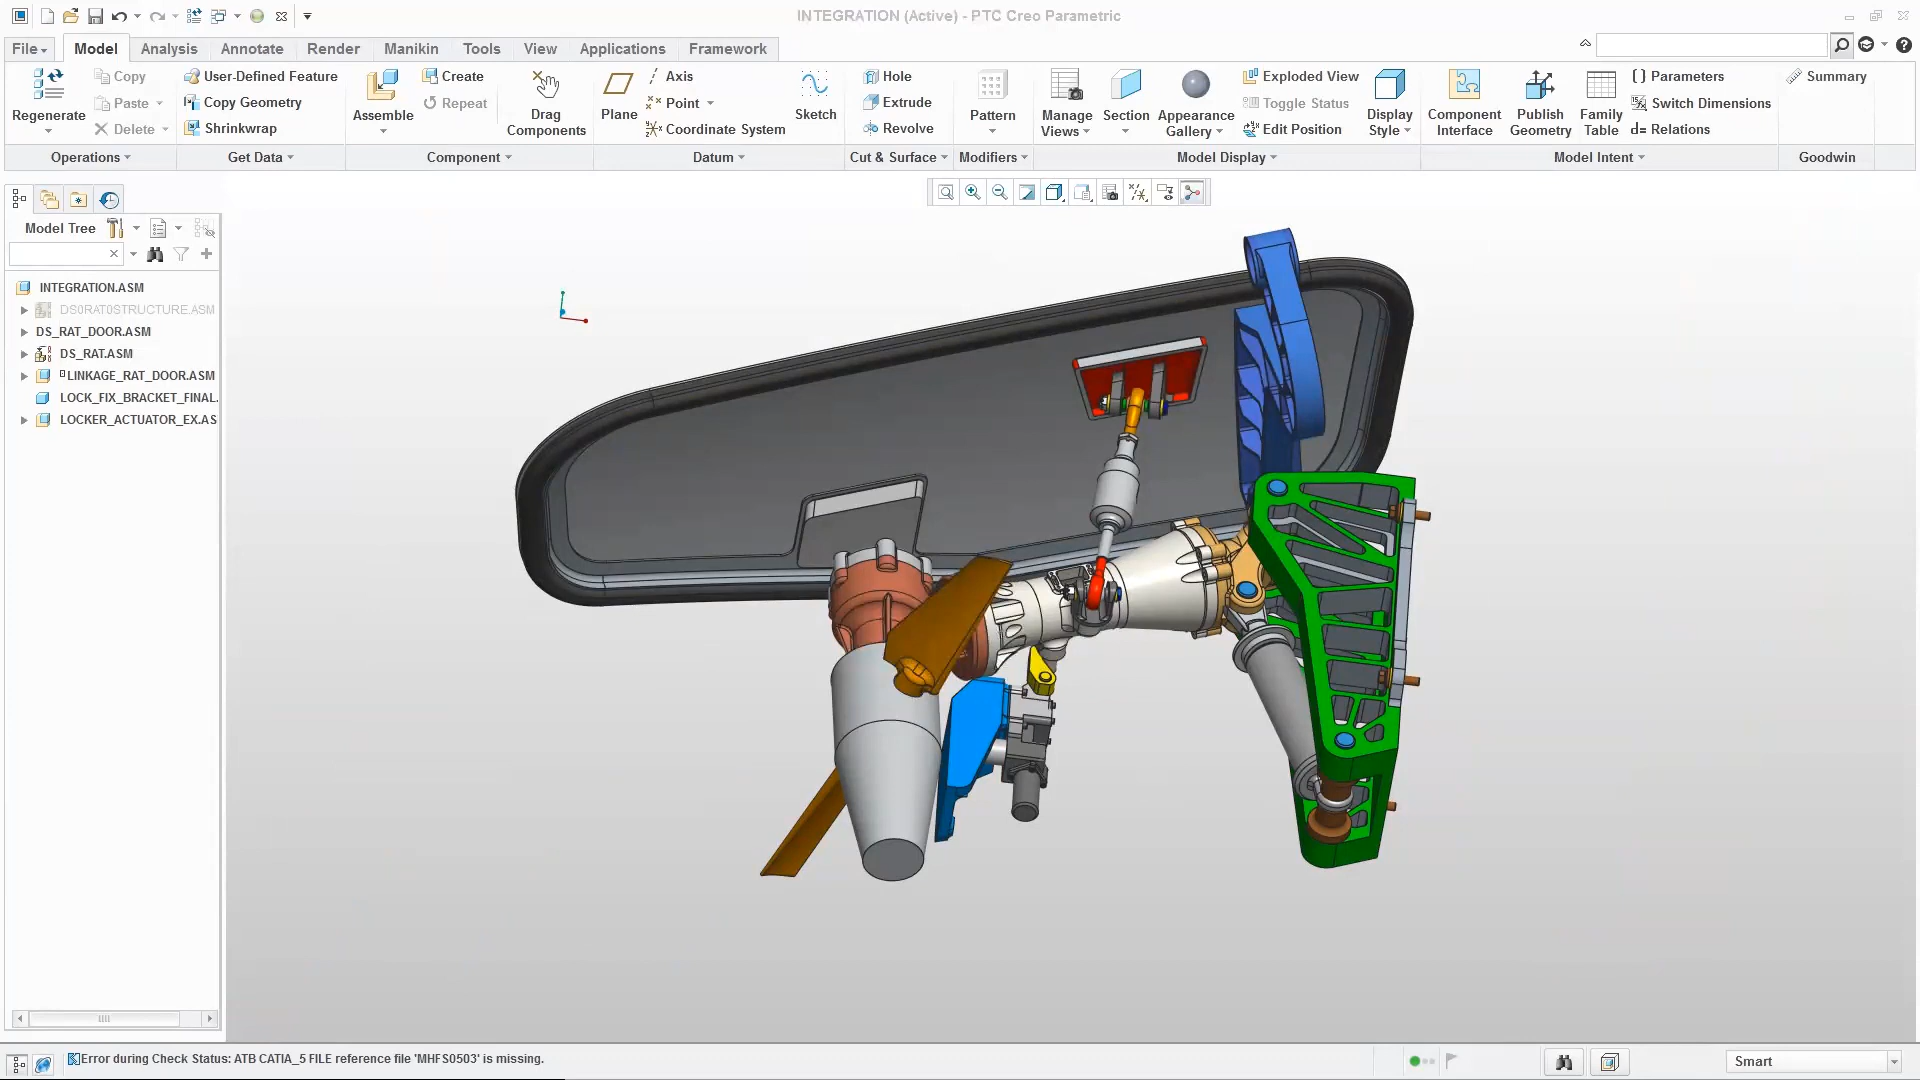 INTEGRATION (Active) - PTC Creo Parametric
File Model Analysis Annotate Render Manikin Tools View Applications Framework
Regenerate
Copy
Paste
Delete
Operations
User-Defined Feature
Copy Geometry
Shrinkwrap
Get Data
Assemble
Create
Repeat
Drag
Components
Component
Plane
Axis
Point
Coordinate System
Sketch
Datum
Hole
Extrude
Revolve
Cut & Surface
Pattern
Modifiers
Manage
Views
Section
Appearance
Gallery
Exploded View
Toggle Status
Edit Position
Display
Style
Model Display
Component
Interface
Publish
Geometry
Family
Table
Parameters
Switch Dimensions
d= Relations
Model Intent
Summary
Goodwin
Model Tree
INTEGRATION.ASM
DS0RAT0STRUCTURE.ASM
DS_RAT_DOOR.ASM
DS_RAT.ASM
LINKAGE_RAT_DOOR.ASM
LOCK_FIX_BRACKET_FINAL.
LOCKER_ACTUATOR_EX.AS
Error during Check Status: ATB CATIA_5 FILE reference file 'MHFS0503' is missing.
Smart